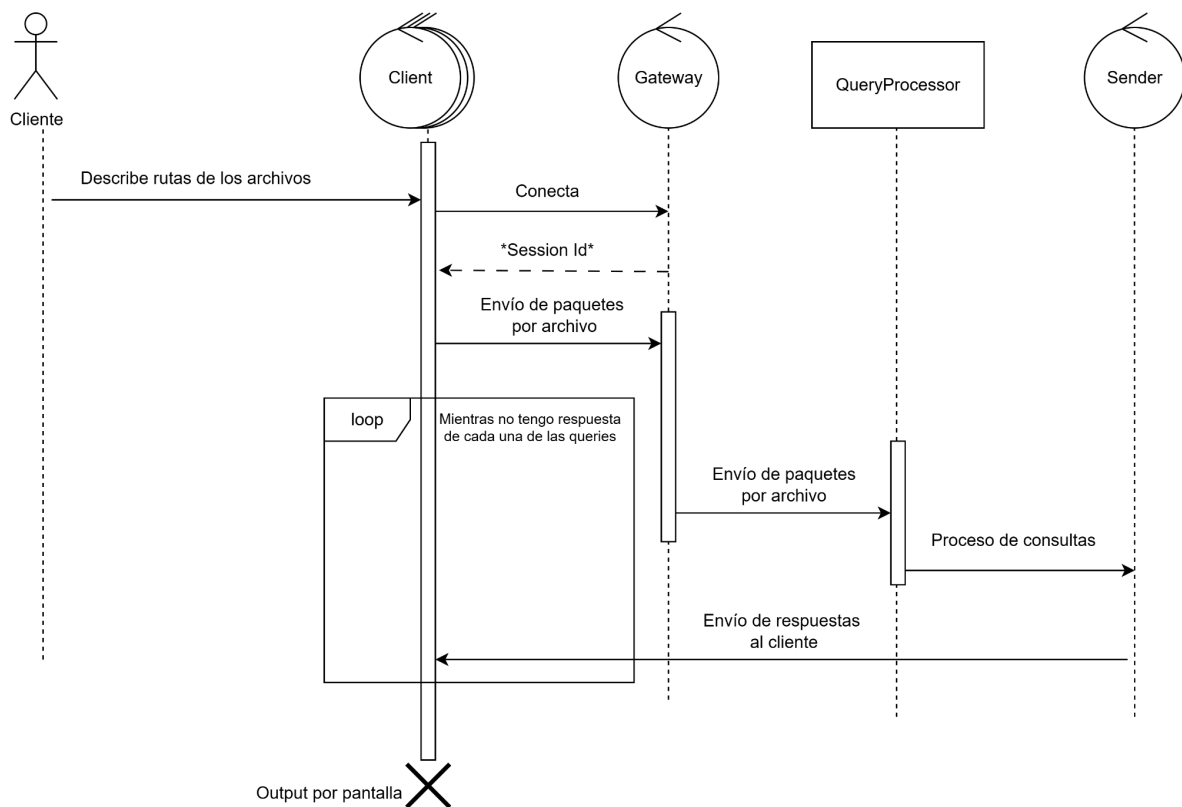 Cliente
Client
Gateway
QueryProcessor
Sender
Describe rutas de los archivos
Conecta
*Session Id*
Envío de paquetes
por archivo
loop
Mientras no tengo respuesta
de cada una de las queries
Envío de paquetes
por archivo
Proceso de consultas
Envío de respuestas
al cliente
Output por pantalla